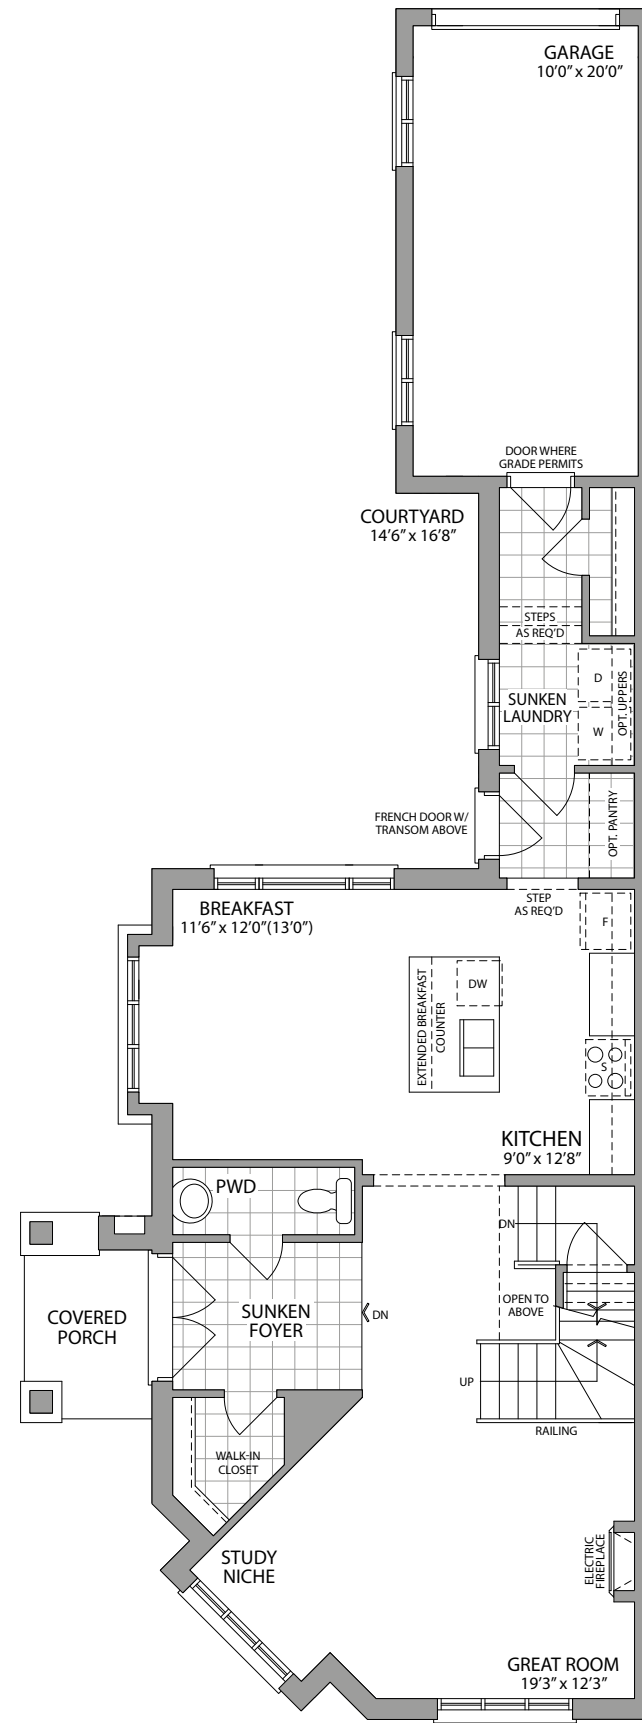 GARAGE
10'0" x 20'0"
DOOR WHERE
GRADE PERMITS
COURTYARD
14'6" x 16'8"
STEPS
AS REQ'D
D
OPT. UPPERS
SUNKEN
LAUNDRY
W
FRENCH DOOR W/
TRANSOM ABOVE
OPT. PANTRY
STEP
AS REQ'D
F
BREAKFAST
11'6" x 12'0"(13'0")
DW
EXTENDED BREAKFAST
COUNTER
S
KITCHEN
9'0" x 12'8"
PWD
DN
COVERED
PORCH
SUNKEN
FOYER
DN
OPEN TO
ABOVE
UP
RAILING
WALK-IN
CLOSET
STUDY
NICHE
ELECTRIC
FIREPLACE
GREAT ROOM
19'3" x 12'3"